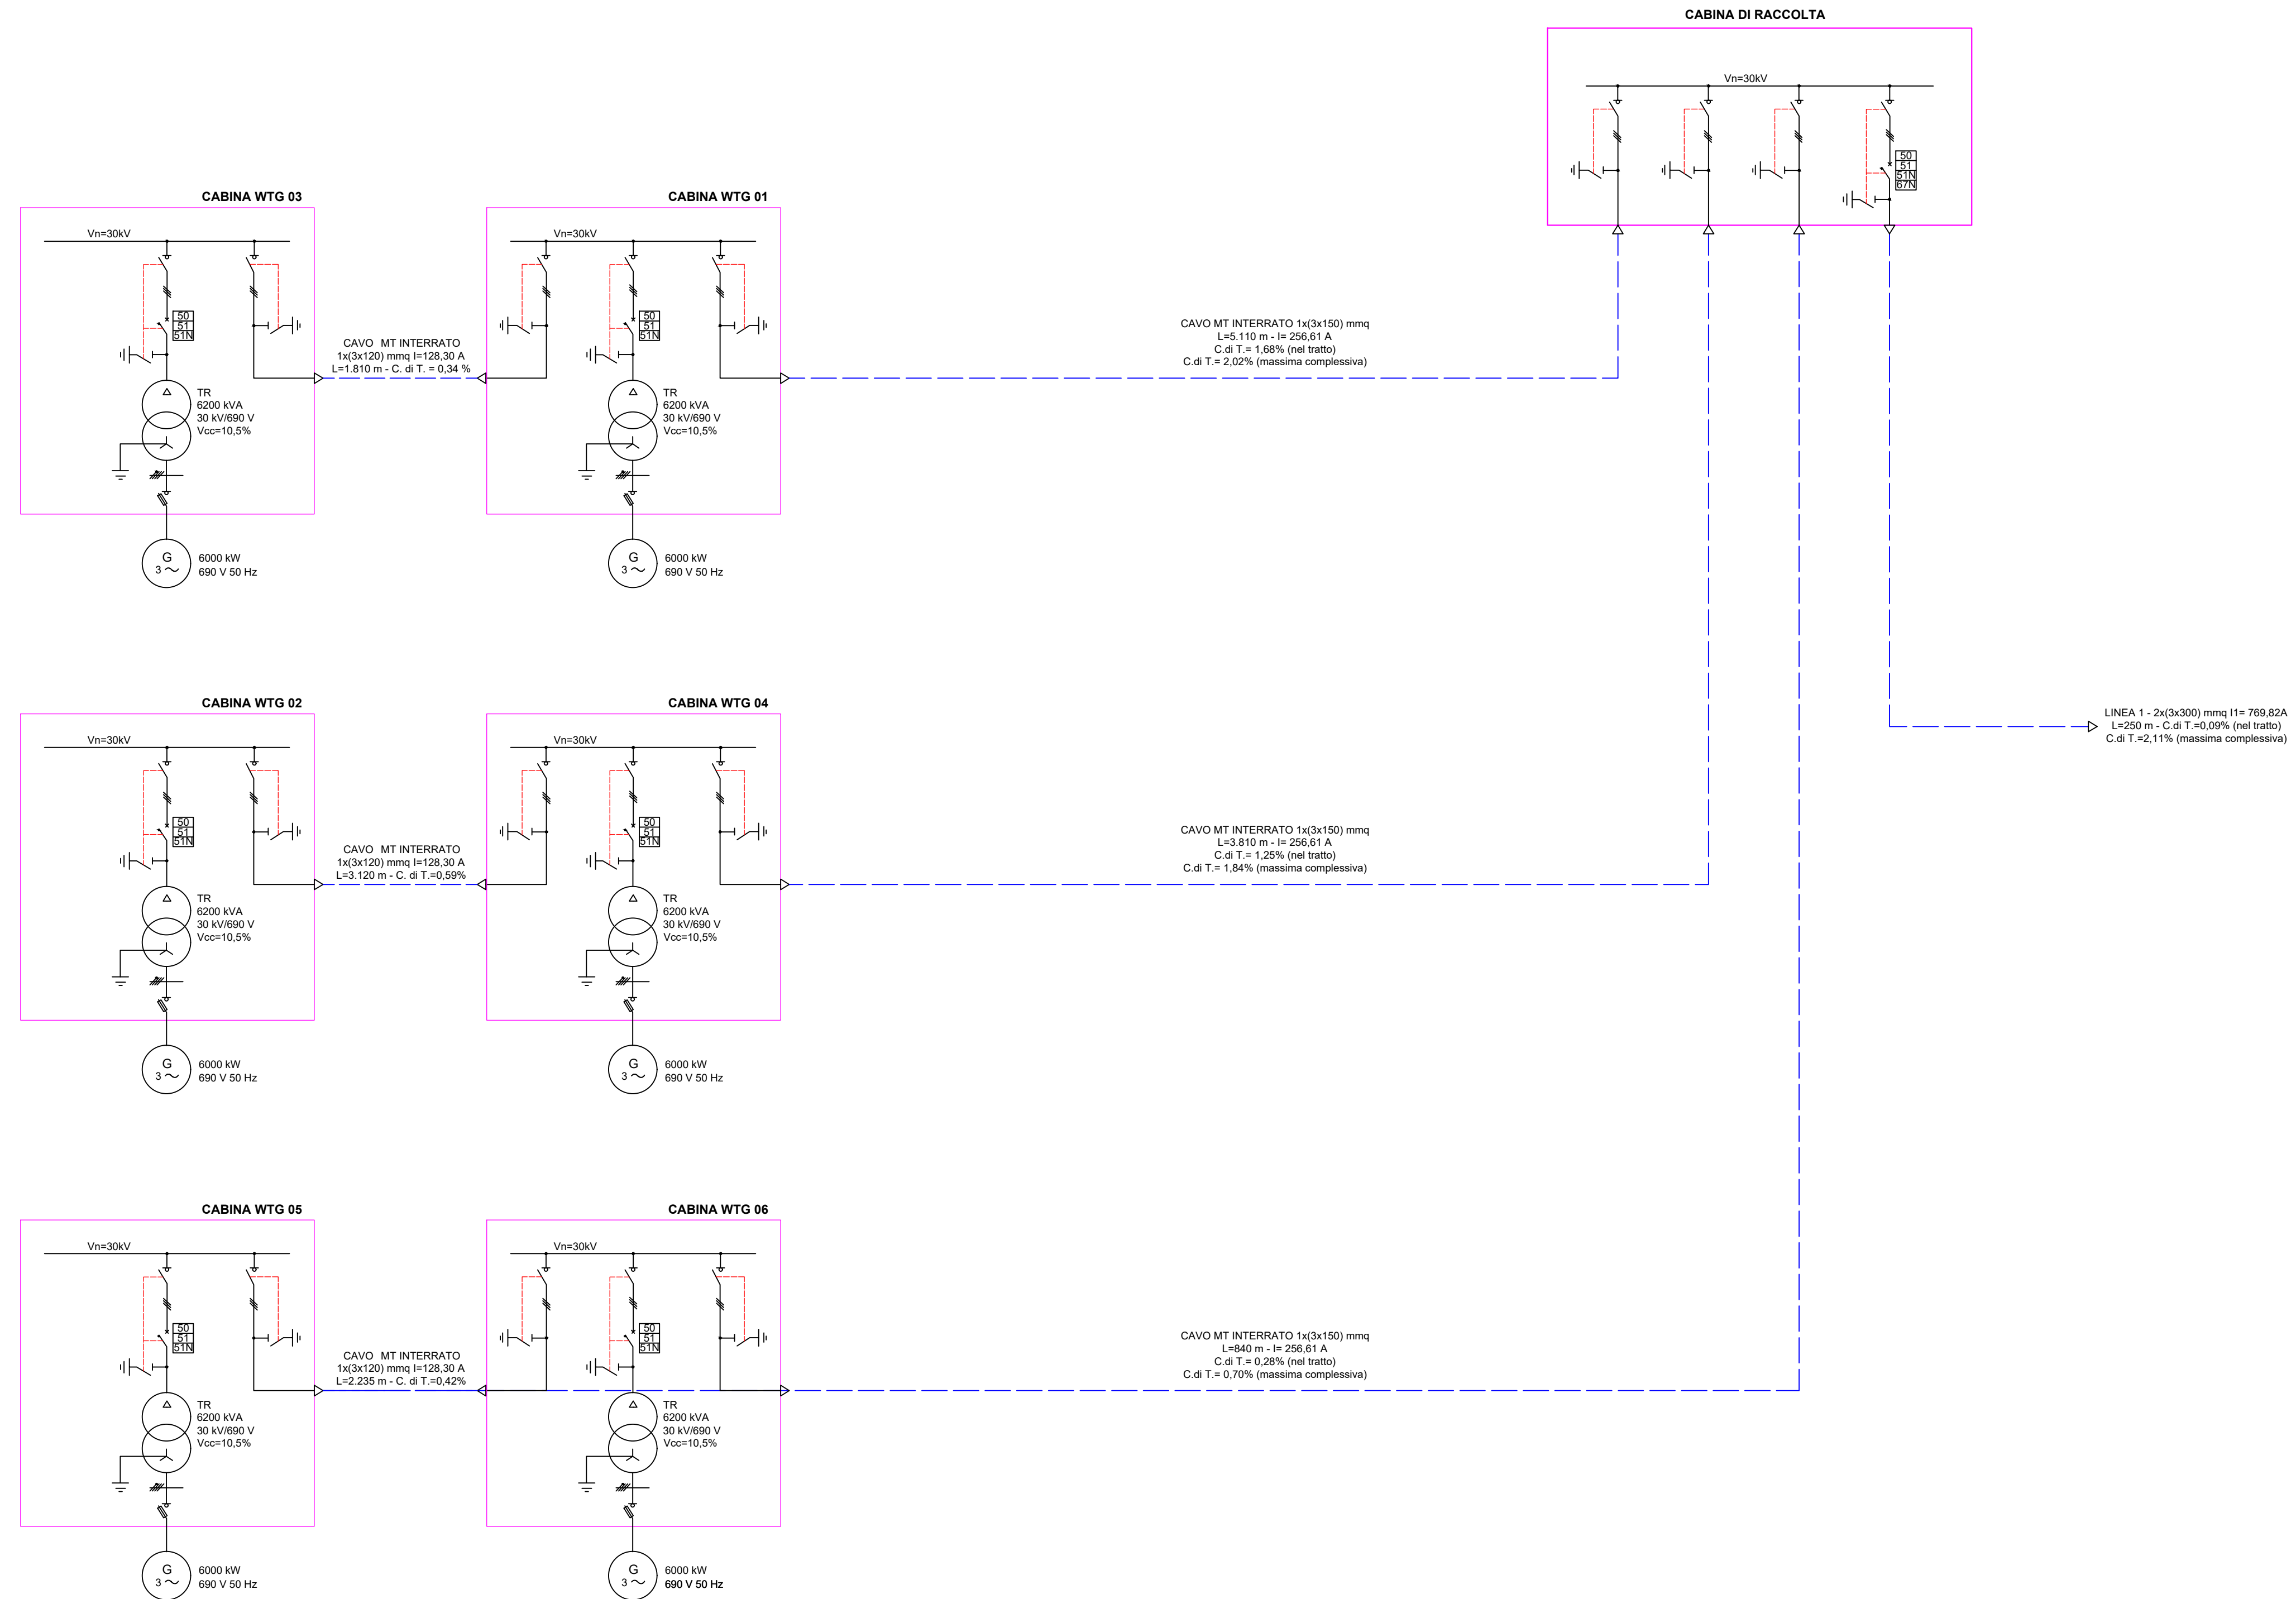 CABINA DI RACCOLTA
Vn=30kV
50
51
51N
67N
CABINA WTG 03
Vn=30kV
50
51
51N
TR
6200 kVA
30 kV/690 V
Vcc=10,5%
G
3
6000 kW
690 V 50 Hz
CAVO MT INTERRATO
1x(3x120) mmq I=128,30 A
L=1.810 m - C. di T. = 0,34 %
CABINA WTG 01
Vn=30kV
50
51
51N
TR
6200 kVA
30 kV/690 V
Vcc=10,5%
G
3
6000 kW
690 V 50 Hz
CAVO MT INTERRATO 1x(3x150) mmq
L=5.110 m - I= 256,61 A
C.di T.= 1,68% (nel tratto)
C.di T.= 2,02% (massima complessiva)
CABINA WTG 02
Vn=30kV
50
51
51N
TR
6200 kVA
30 kV/690 V
Vcc=10,5%
G
3
6000 kW
690 V 50 Hz
CAVO MT INTERRATO
1x(3x120) mmq I=128,30 A
L=3.120 m - C. di T.=0,59%
CABINA WTG 04
Vn=30kV
50
51
51N
TR
6200 kVA
30 kV/690 V
Vcc=10,5%
G
3
6000 kW
690 V 50 Hz
CAVO MT INTERRATO 1x(3x150) mmq
L=3.810 m - I= 256,61 A
C.di T.= 1,25% (nel tratto)
C.di T.= 1,84% (massima complessiva)
LINEA 1 - 2x(3x300) mmq I1= 769,82A
L=250 m - C.di T.=0,09% (nel tratto)
C.di T.=2,11% (massima complessiva)
CABINA WTG 05
Vn=30kV
50
51
51N
TR
6200 kVA
30 kV/690 V
Vcc=10,5%
G
3
6000 kW
690 V 50 Hz
CAVO MT INTERRATO
1x(3x120) mmq I=128,30 A
L=2.235 m - C. di T.=0,42%
CABINA WTG 06
Vn=30kV
50
51
51N
TR
6200 kVA
30 kV/690 V
Vcc=10,5%
G
3
6000 kW
690 V 50 Hz
CAVO MT INTERRATO 1x(3x150) mmq
L=840 m - I= 256,61 A
C.di T.= 0,28% (nel tratto)
C.di T.= 0,70% (massima complessiva)